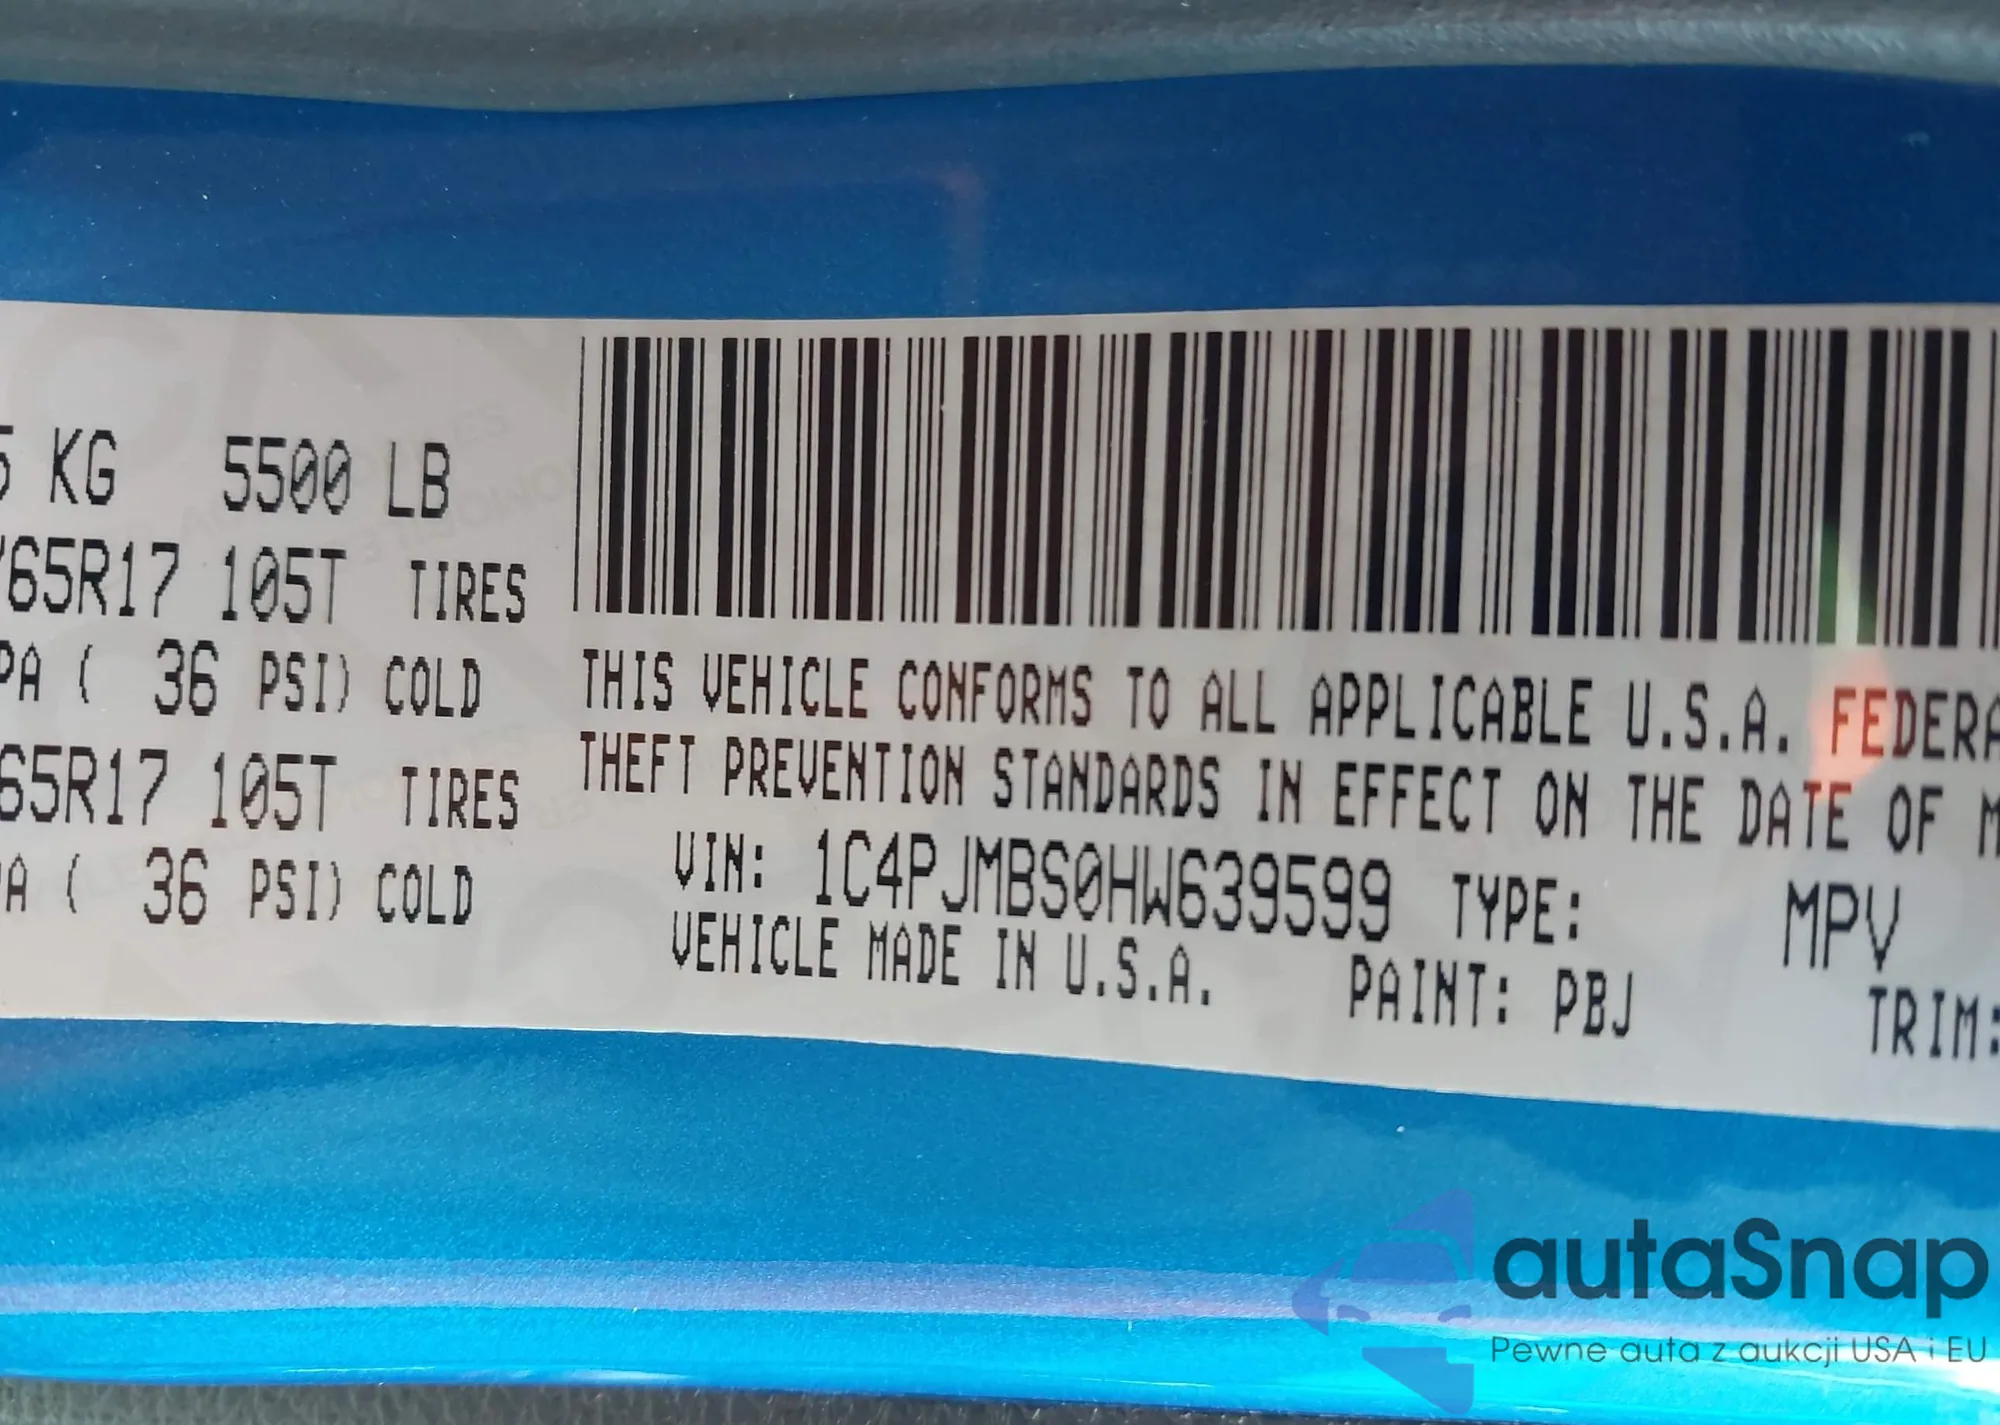 5 KG 5500 LB
/65R17 105T TIRES
PA ( 36 PSI) COLD
65R17 105T TIRES
PA ( 36 PSI) COLD
THIS VEHICLE CONFORMS TO ALL APPLICABLE U.S.A. FEDERA
THEFT PREVENTION STANDARDS IN EFFECT ON THE DATE OF M
VIN: 1C4PJMBS0HW639599 TYPE: MPV
VEHICLE MADE IN U.S.A. PAINT: PBJ TRIM:
autaSnap
Pewne auta z aukcji USA i EU